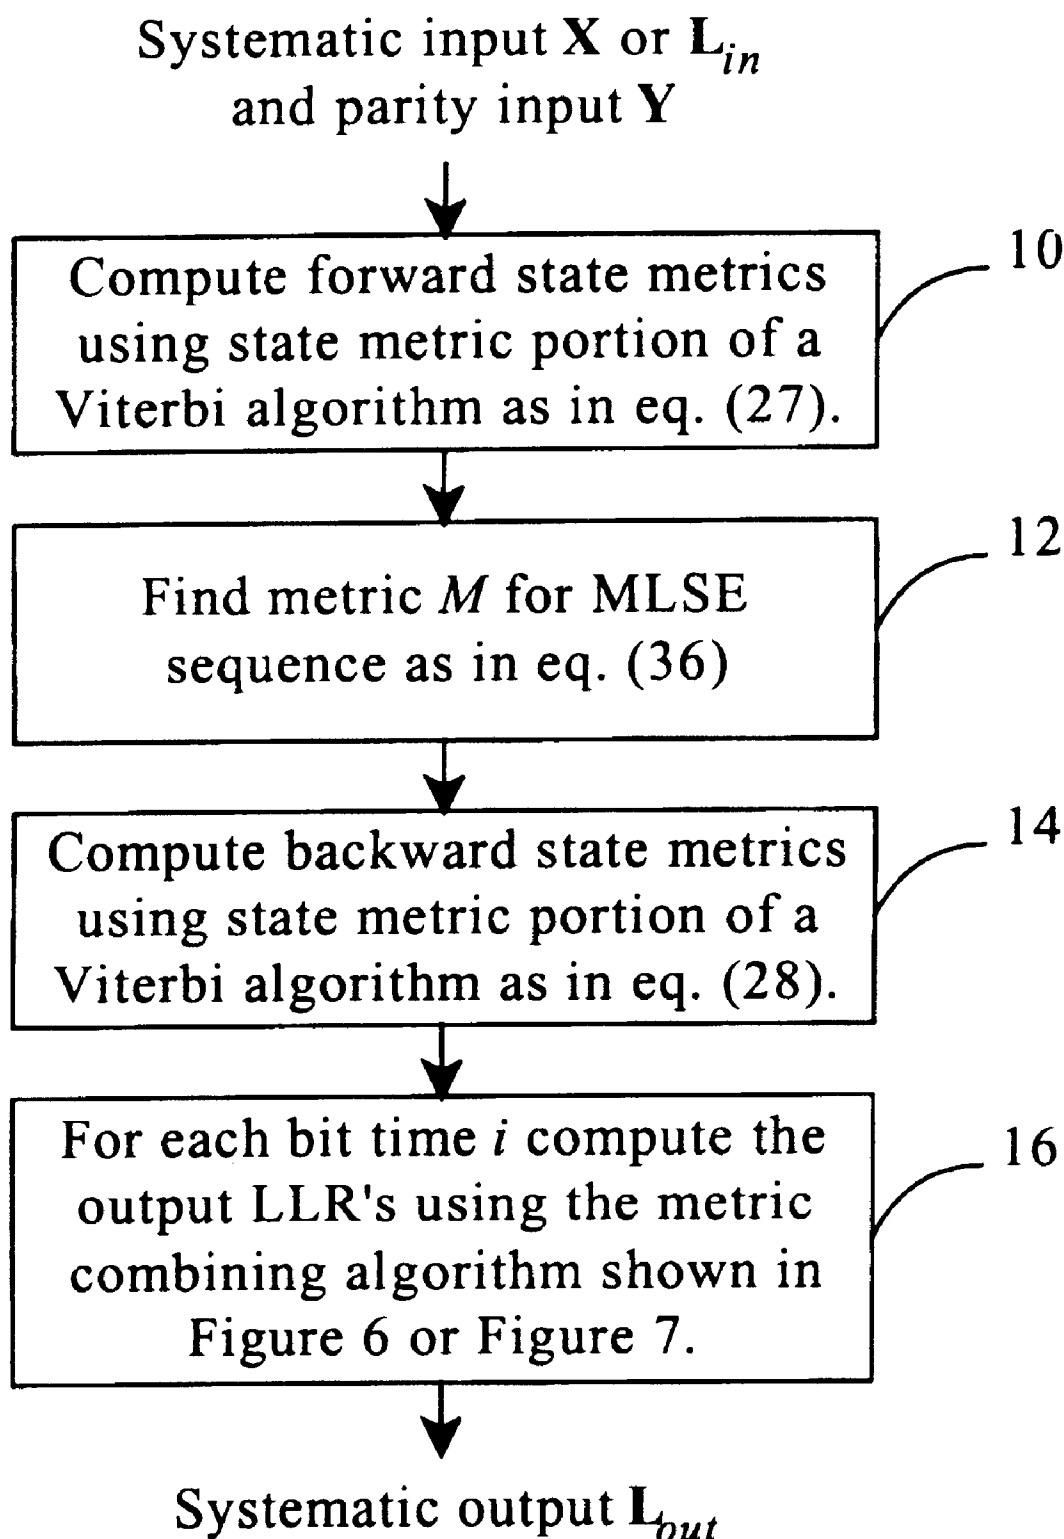 Systematic input X or L_in
and parity input Y
Compute forward state metrics
using state metric portion of a
Viterbi algorithm as in eq. (27).
10
Find metric M for MLSE
sequence as in eq. (36)
12
Compute backward state metrics
using state metric portion of a
Viterbi algorithm as in eq. (28).
14
For each bit time i compute the
output LLR's using the metric
combining algorithm shown in
Figure 6 or Figure 7.
16
Systematic output L_out